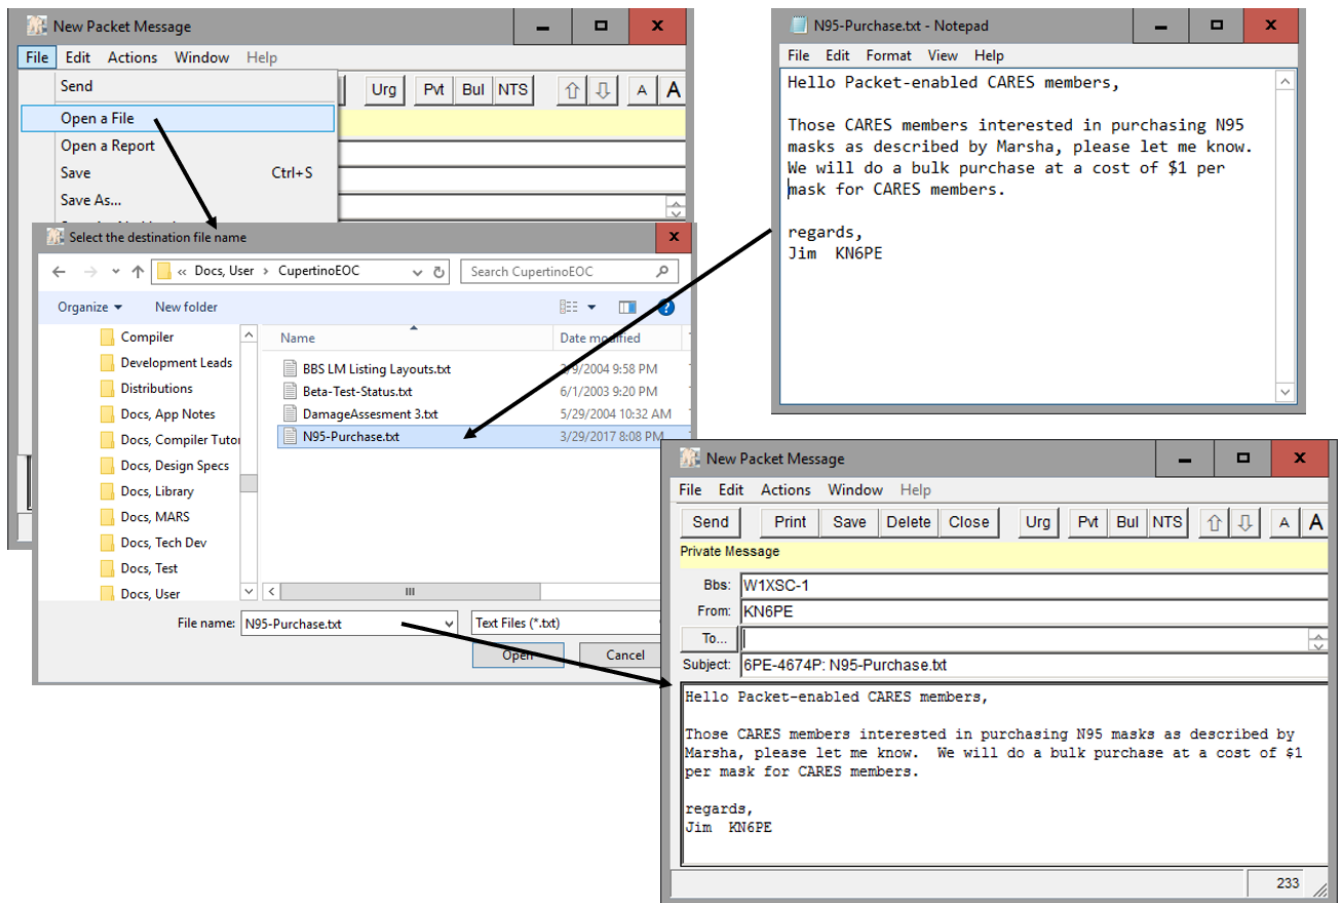 New Packet Message
File Edit Actions Window Help
Send
Urg Pvt Bul NTS A A
Open a File
Open a Report
Save Ctrl+S
Save As...
Select the destination file name
« Docs, User › CupertinoEOC
Search CupertinoEOC
Organize New folder
?
Compiler
Development Leads
Distributions
Docs, App Notes
Docs, Compiler Tutor
Docs, Design Specs
Docs, Library
Docs, MARS
Docs, Tech Dev
Docs, Test
Docs, User
Name Date modified
BBS LM Listing Layouts.txt /9/2004 9:58 PM
Beta-Test-Status.txt 6/1/2003 9:20 PM
DamageAssesment 3.txt 5/29/2004 10:32 AM
N95-Purchase.txt 3/29/2017 8:08 PM
File name: N95-Purchase.txt Text Files (*.txt)
Open Cancel
N95-Purchase.txt - Notepad
File Edit Format View Help
Hello Packet-enabled CARES members,
Those CARES members interested in purchasing N95
masks as described by Marsha, please let me know.
We will do a bulk purchase at a cost of $1 per
mask for CARES members.
regards,
Jim KN6PE
New Packet Message
File Edit Actions Window Help
Send Print Save Delete Close Urg Pvt Bul NTS A A
Private Message
Bbs: W1XSC-1
From: KN6PE
To...
Subject: 6PE-4674P: N95-Purchase.txt
Hello Packet-enabled CARES members,
Those CARES members interested in purchasing N95 masks as described by
Marsha, please let me know. We will do a bulk purchase at a cost of $1
per mask for CARES members.
regards,
Jim KN6PE
233